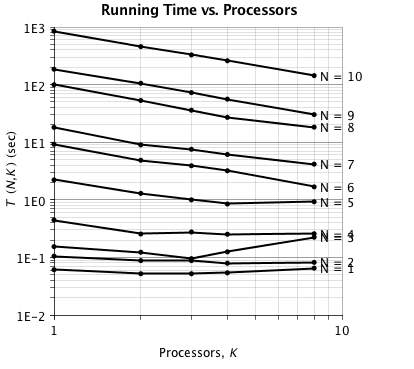 Running Time vs. Processors
1E3
1E2
1E1
1E0
1E-1
1E-2
T (N,K) (sec)
N = 10
N = 9
N = 8
N = 7
N = 6
N = 5
N = 4
N = 3
N = 2
N = 1
1
10
Processors, K